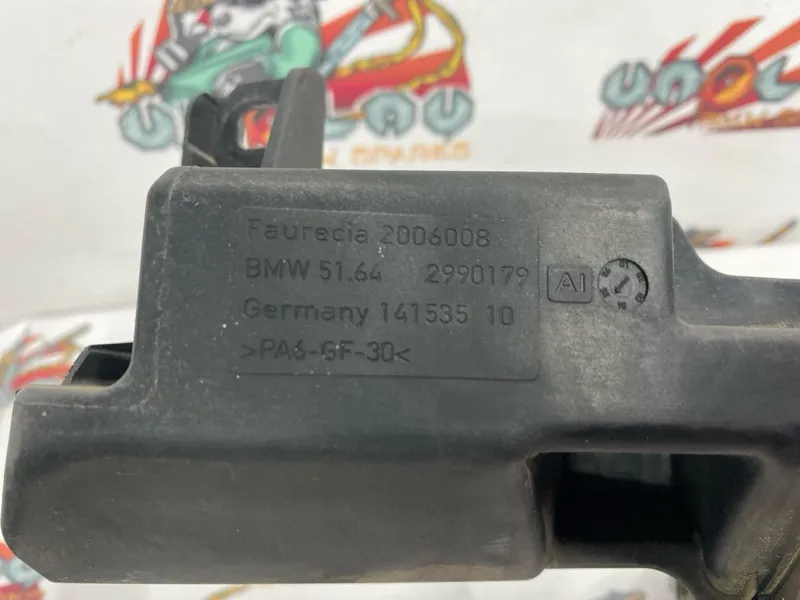 Faurecia 2006008
BMW 51.64 2990179 AI
Germany 141535 10
>PA6-GF-30<